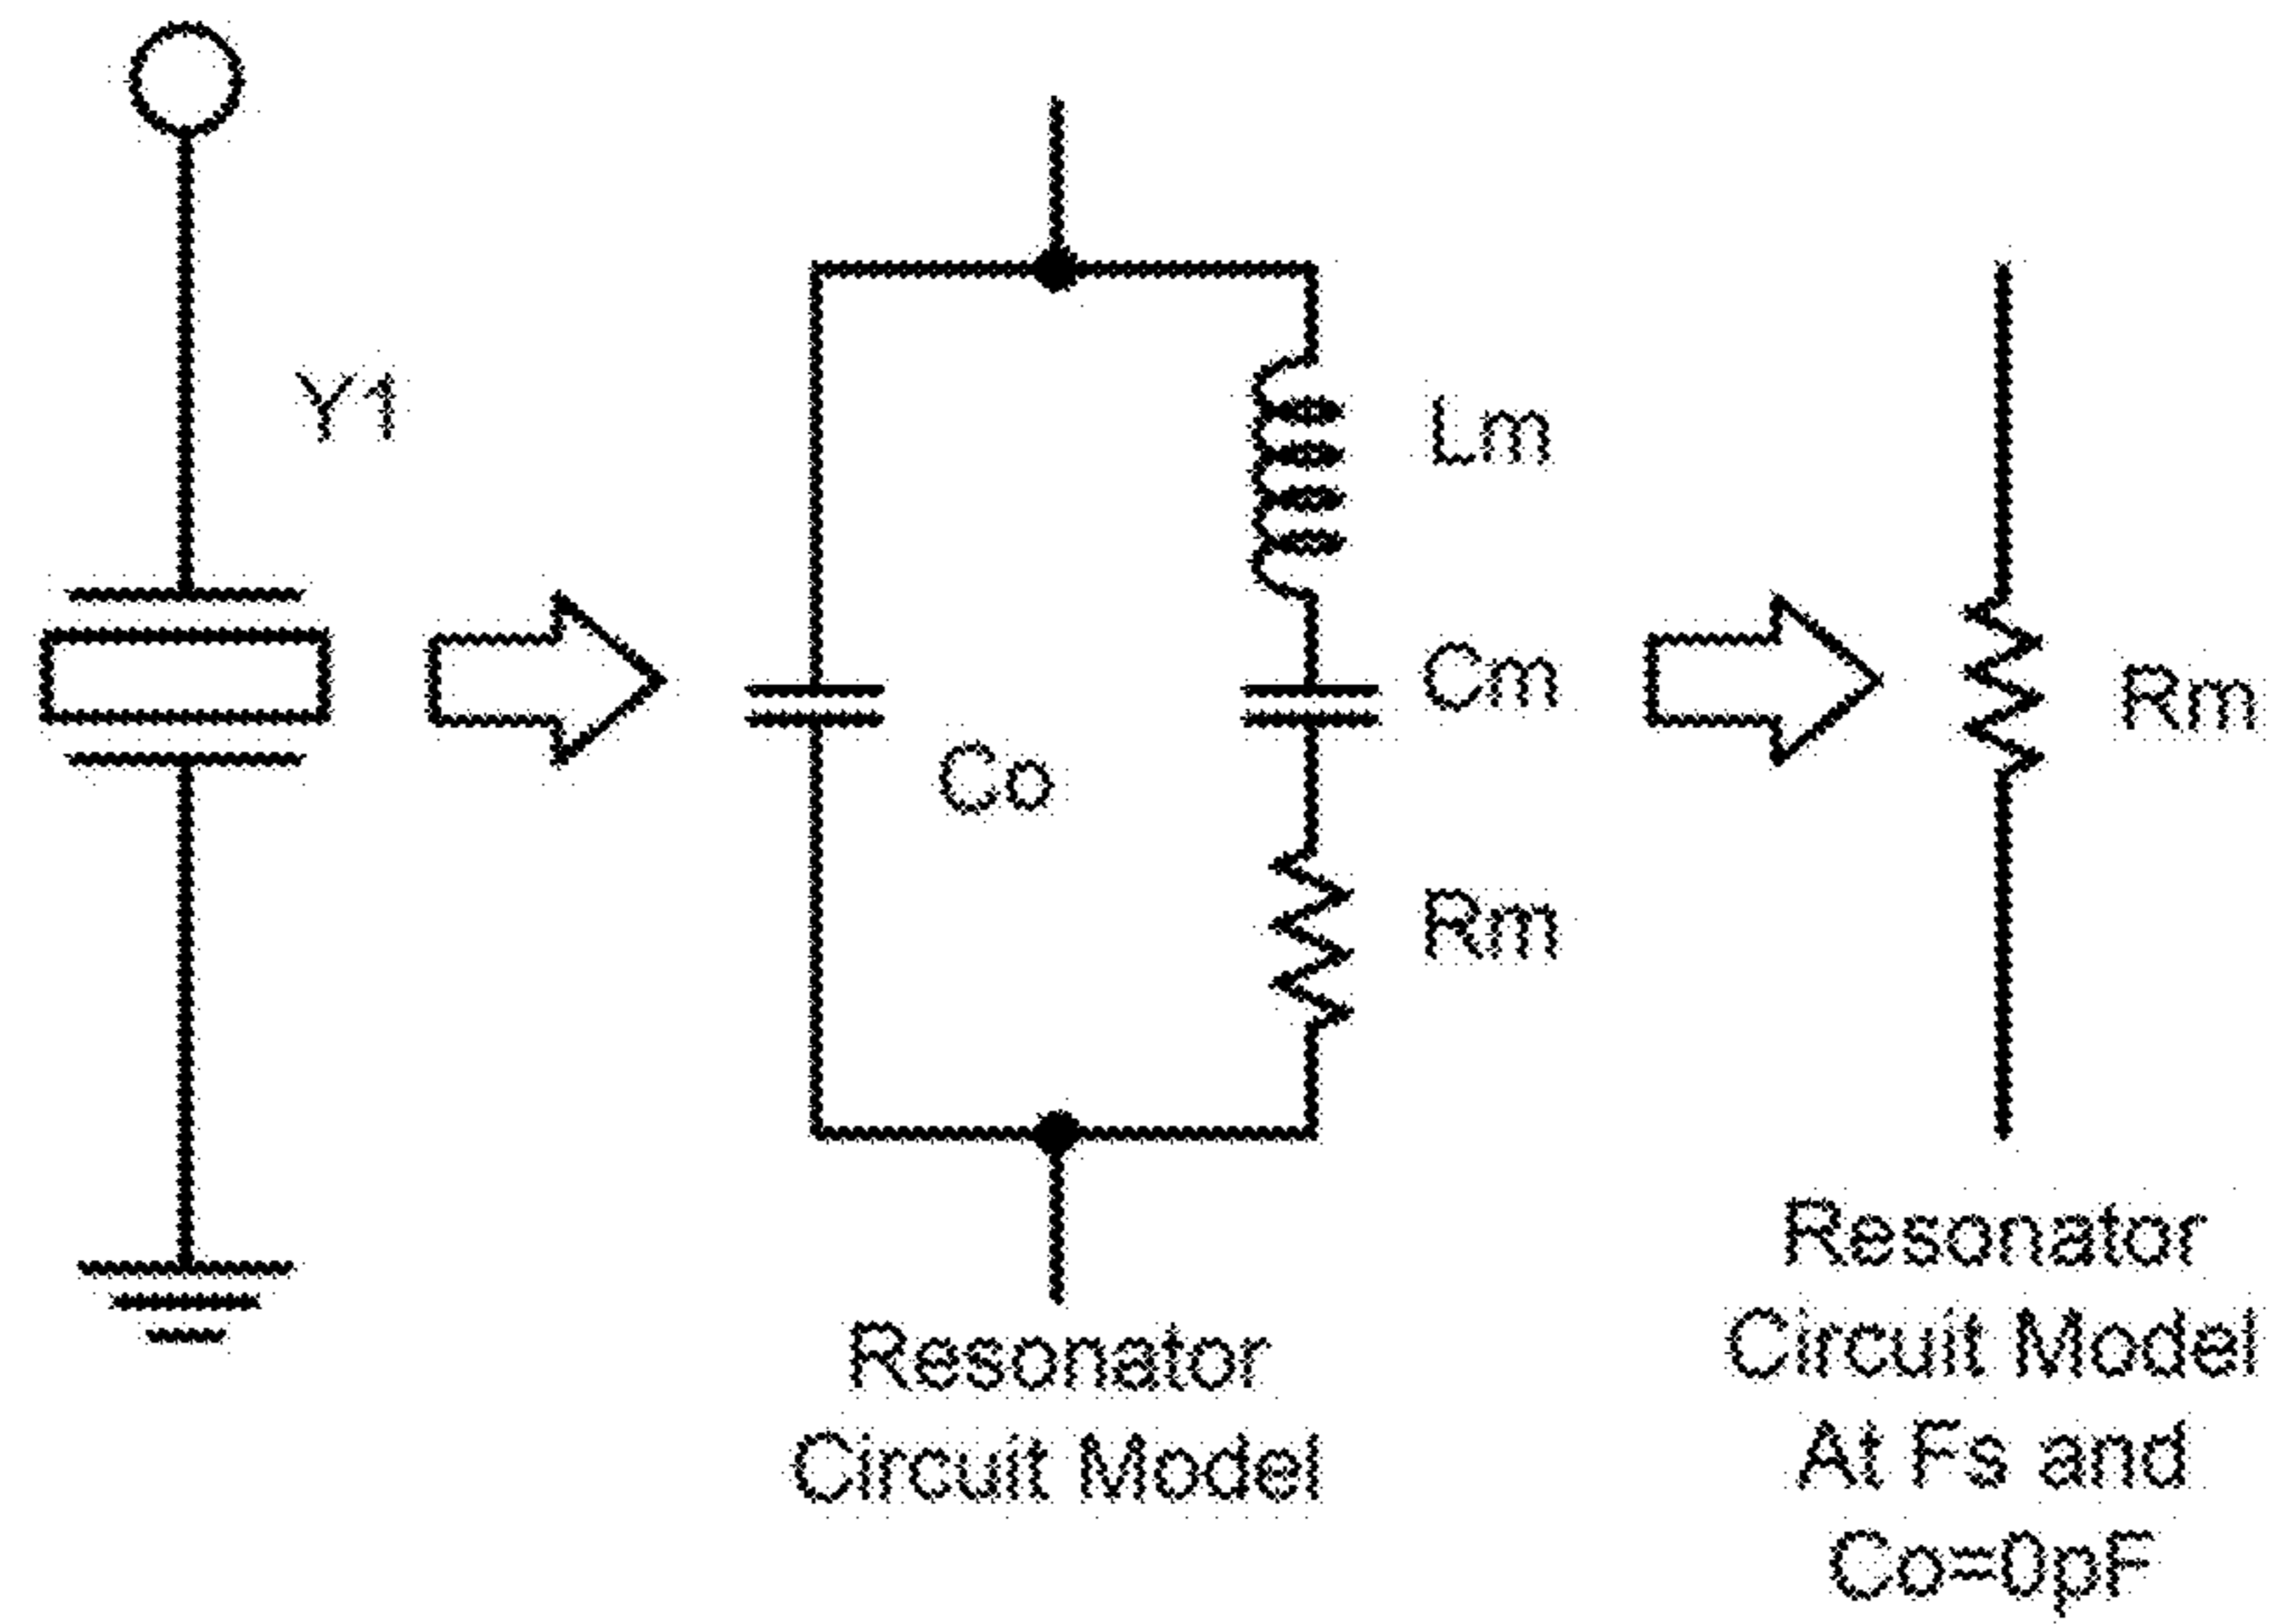 Y1
Lm
Cm
Co
Rm
Rm
Resonator
Circuit Model
Resonator
Circuit Model
At Fs and
Co=0pF